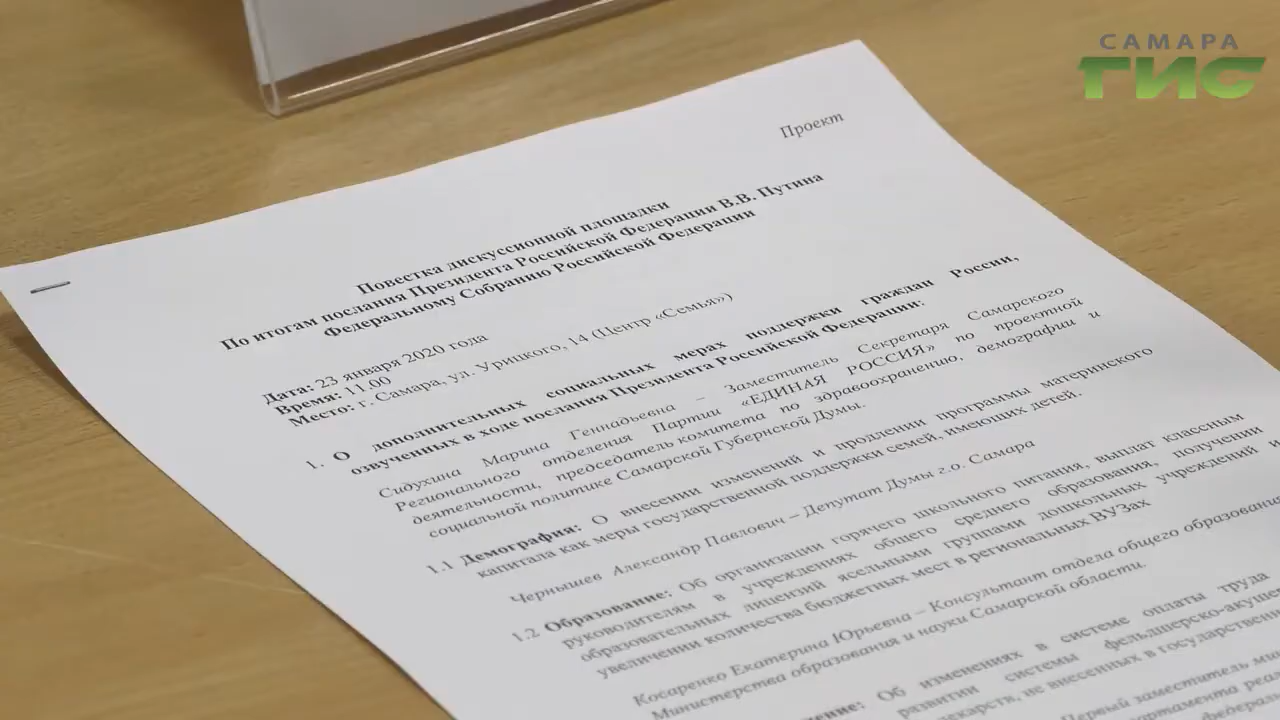 САМАРА
ГИС
Проект
Повестка дискуссионной площадки
По итогам послания Президента Российской Федерации В.В. Путина
Федеральному Собранию Российской Федерации
Дата: 23 января 2020 года
Время: 11.00
Место: г. Самара, ул. Урицкого, 14 (Центр «Семья»)
1. О дополнительных социальных мерах поддержки граждан России,
озвученных в ходе послания Президента Российской Федерации:
Сидухина Марина Геннадьевна – Заместитель Секретаря Самарского
Регионального отделения Партии «ЕДИНАЯ РОССИЯ» по проектной
деятельности, председатель комитета по здравоохранению, демографии и
социальной политике Самарской Губернской Думы.
1.1 Демография: О внесении изменений и продлении программы материнского
капитала как меры государственной поддержки семей, имеющих детей.
Чернышев Александр Павлович – Депутат Думы г.о. Самара
1.2 Образование: Об организации горячего школьного питания, выплат классным
руководителям в учреждениях общего среднего образования, получении
образовательных лицензий ясельными группами дошкольных учреждений и
увеличении количества бюджетных мест в региональных ВУЗах
Косаренко Екатерина Юрьевна – Консультант отдела общего образования
Министерства образования и науки Самарской области.
Об изменениях в системе оплаты труда
развитии системы фельдшерско-акуше
лекарств, не внесенных в государственн
Первый заместитель ми
партамента реал